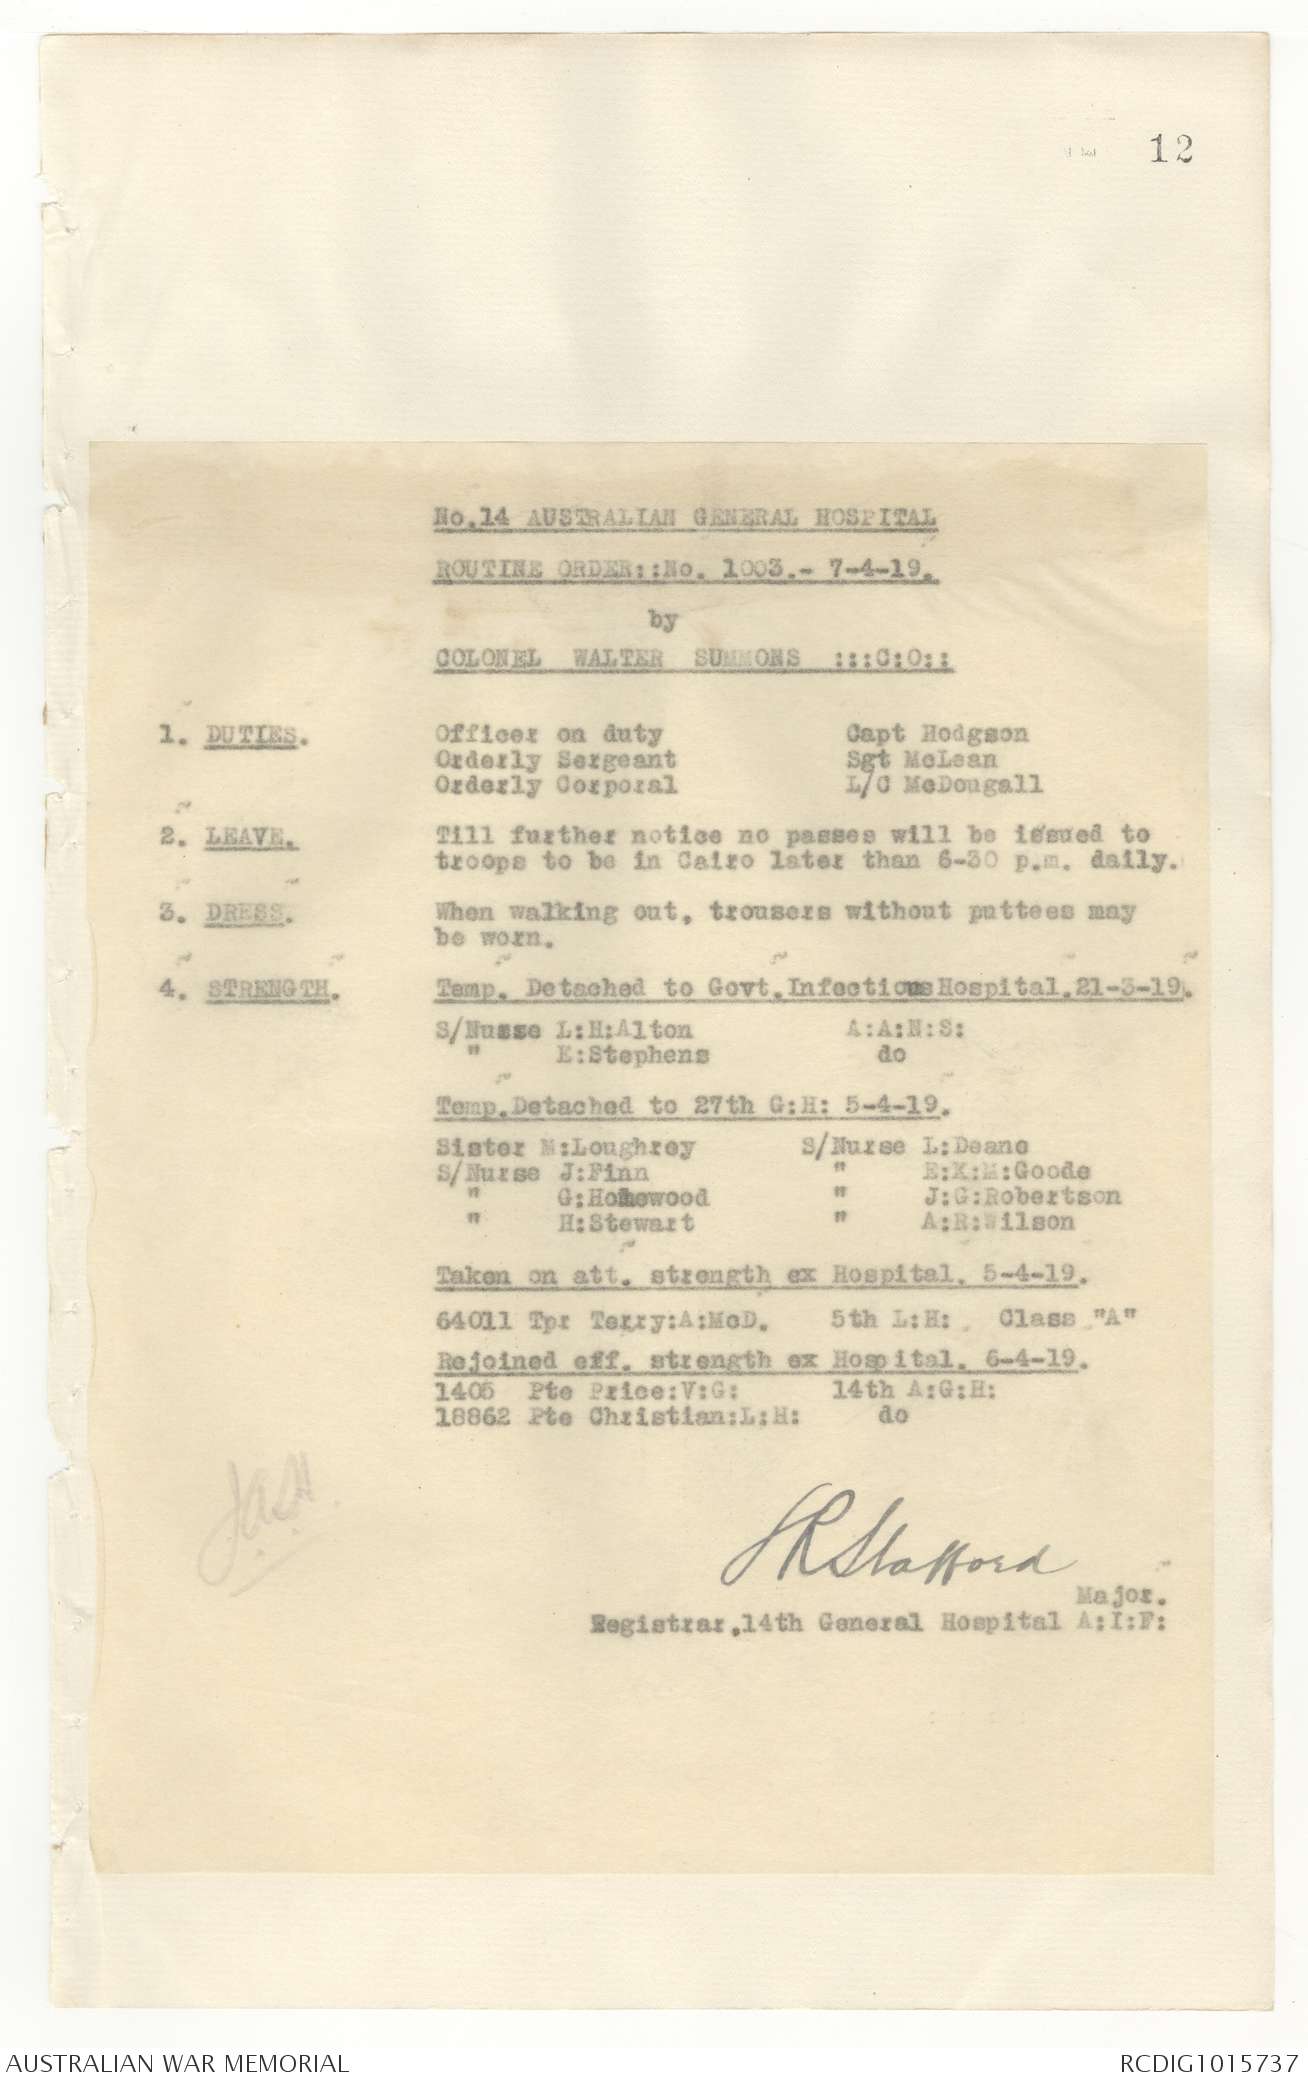 12
No.14 AUSTRALIAN GENERAL HOSPITAL
ROUTINE ORDER::No. 1003.- 7-4-19.
by
COLONEL WALTER SUMMONS :::C:O::
1. DUTIES. Officer on duty Capt Hodgson
Orderly Sergeant Sgt McLean
Orderly Corporal L/C McDougall
2. LEAVE. Till further notice no passes will be issued to
troops to be in Cairo later than 6-30 p.m. daily.
3. DRESS. When walking out, trousers without puttees may
be worn.
4. STRENGTH. Temp. Detached to Govt.Infectious Hospital.21-3-19.
S/Nusse L:H:Alton A:A:N:S:
" E:Stephens do
Temp.Detached to 27th G:H: 5-4-19.
Sister M:Loughrey S/Nurse L:Deane
S/Nurse J:Finn " E:K:M:Goode
" G:Homewood " J:G:Robertson
" H:Stewart " A:R:Wilson
Taken on att. strength ex Hospital. 5-4-19.
64011 Tpr Terry:A:McD. 5th L:H: Class "A"
Rejoined eff. strength ex Hospital. 6-4-19.
1405 Pte Price:V:G: 14th A:G:H:
18862 Pte Christian:L:H: do
JRStafford
Major.
Registrar,14th General Hospital A:I:F:
AUSTRALIAN WAR MEMORIAL RCDIG1015737